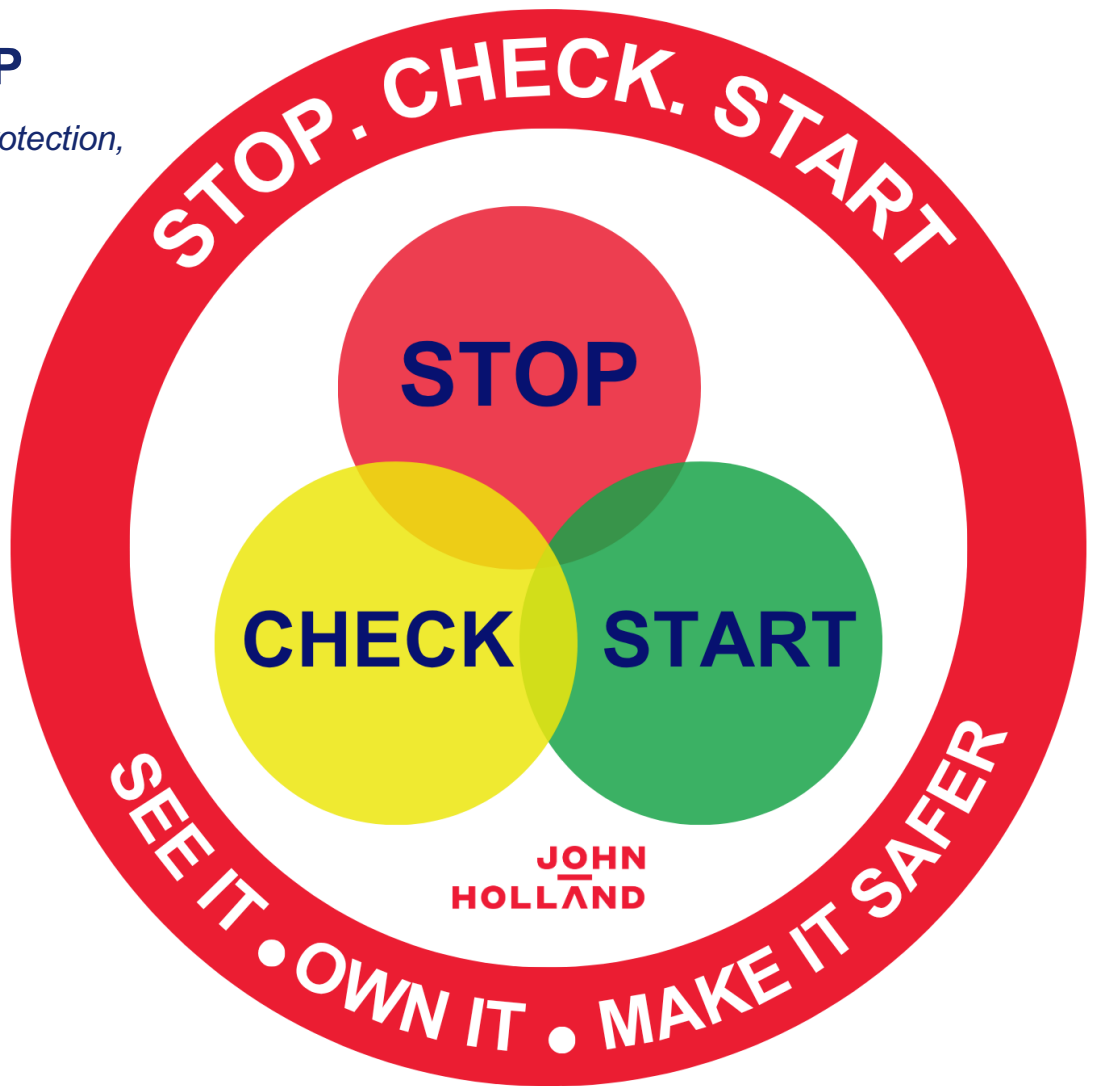 P
otection,
STOP. CHECK. START
STOP
CHECK
START
JOHN
HOLLAND
SEE IT • OWN IT • MAKE IT SAFER